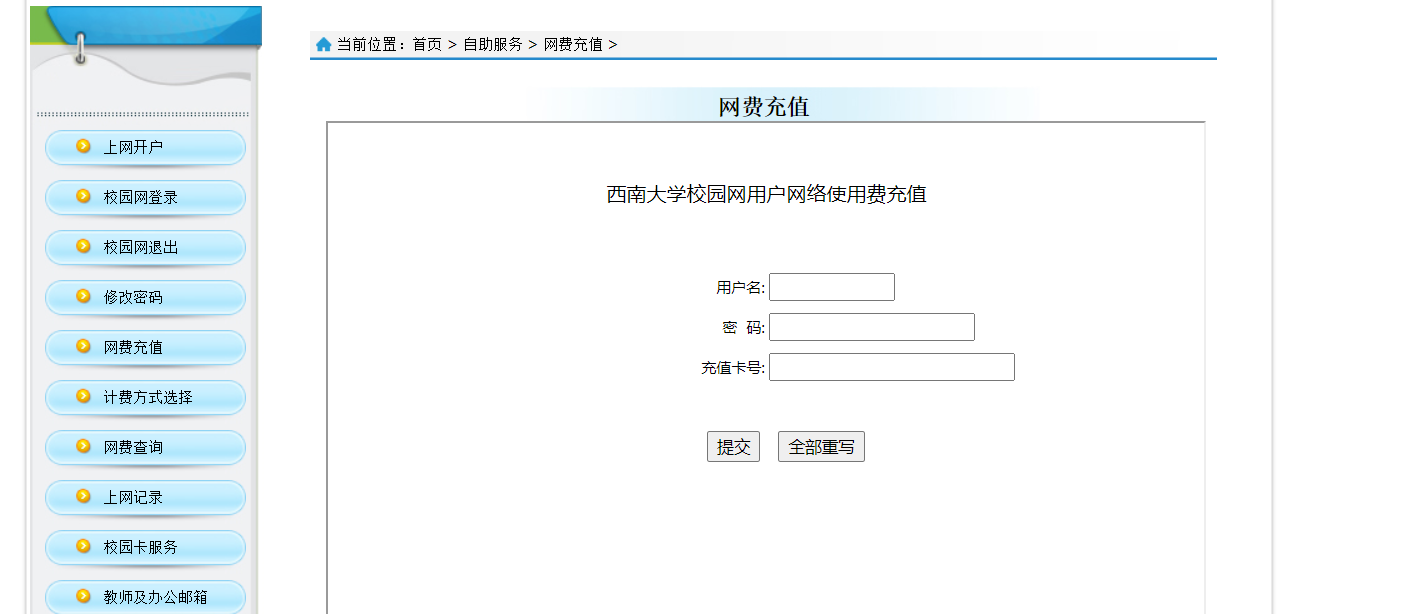 当前位置：首页 > 自助服务 > 网费充值 >
上网开户
校园网登录
校园网退出
修改密码
网费充值
计费方式选择
网费查询
上网记录
校园卡服务
教师及办公邮箱
网费充值
西南大学校园网用户网络使用费充值
用户名:
密 码:
充值卡号:
提交 全部重写